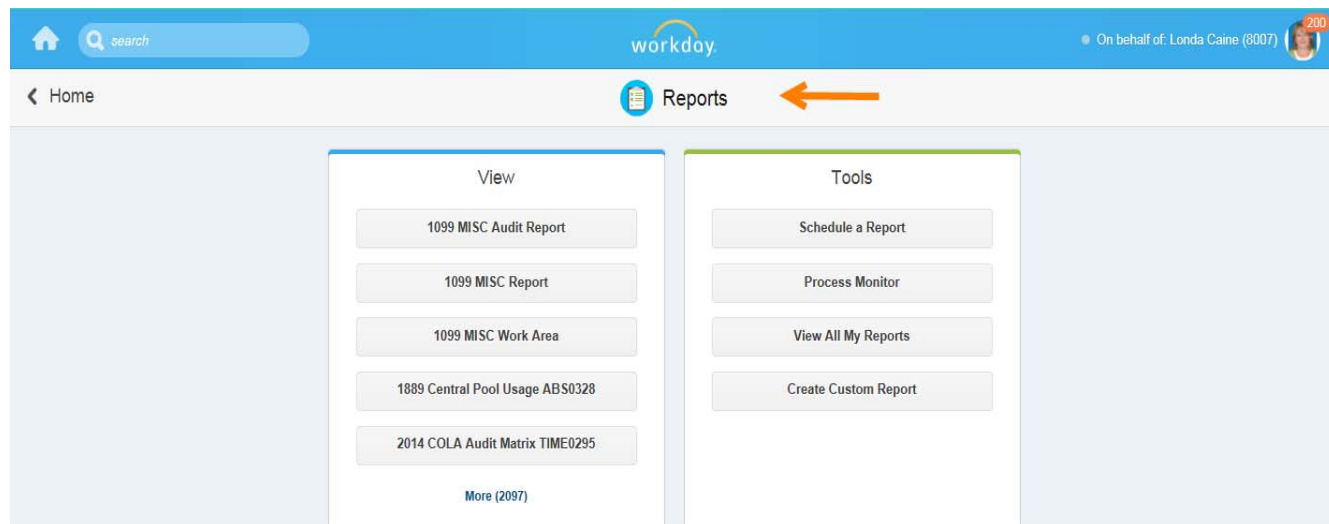 search
workday.
On behalf of: Londa Caine (8007)
200
Home
Reports
View
1099 MISC Audit Report
1099 MISC Report
1099 MISC Work Area
1889 Central Pool Usage ABS0328
2014 COLA Audit Matrix TIME0295
More (2097)
Tools
Schedule a Report
Process Monitor
View All My Reports
Create Custom Report